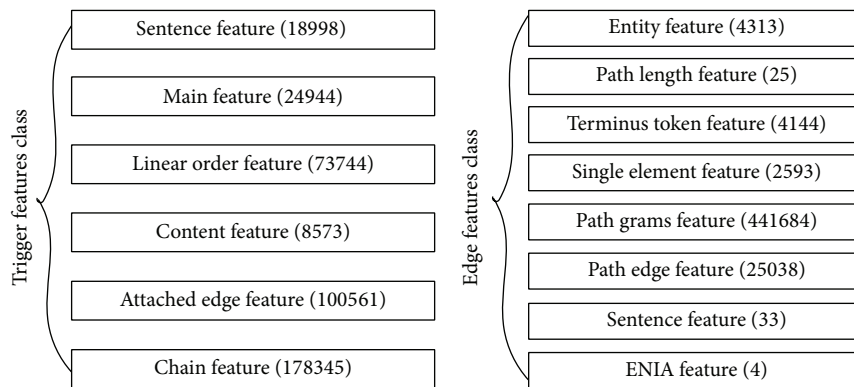 Trigger features class
Sentence feature (18998)
Main feature (24944)
Linear order feature (73744)
Content feature (8573)
Attached edge feature (100561)
Chain feature (178345)
Edge features class
Entity feature (4313)
Path length feature (25)
Terminus token feature (4144)
Single element feature (2593)
Path grams feature (441684)
Path edge feature (25038)
Sentence feature (33)
ENIA feature (4)